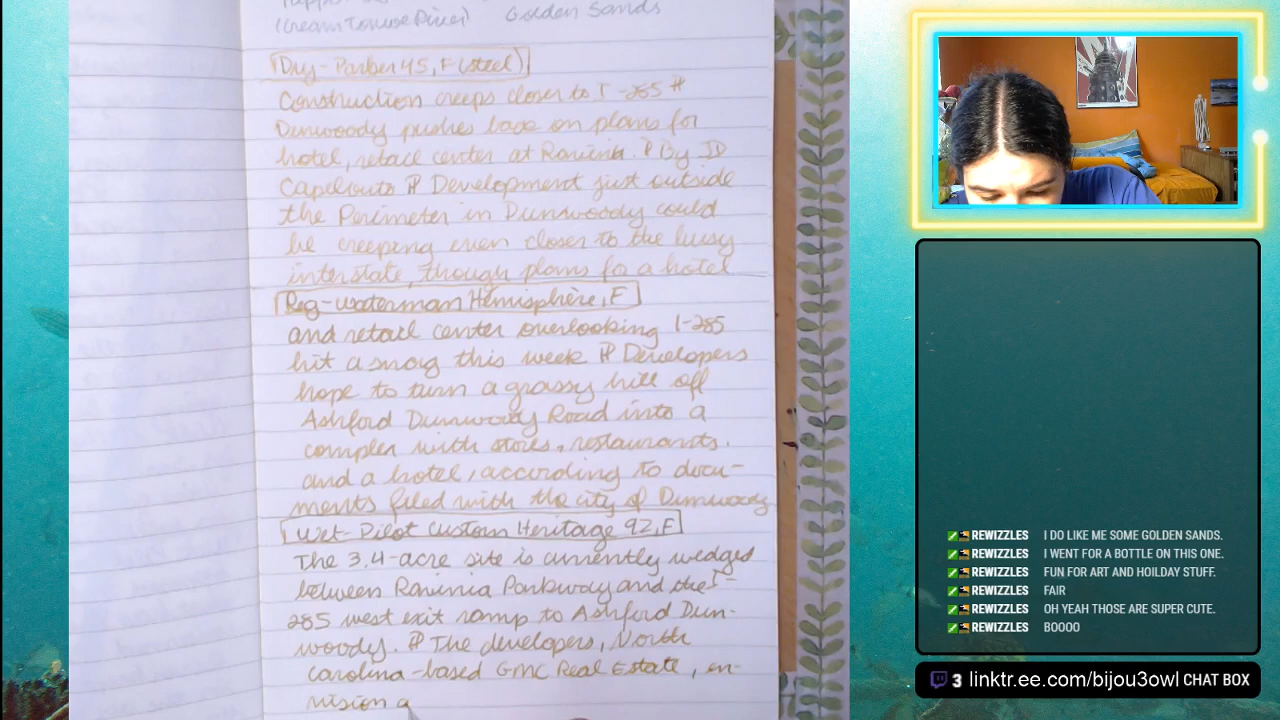 (Cream Tonoe River) Golden Sands
Dry-Parker 45, F (steel)
Construction creeps closer to I-285 ¶
Dunwoody pushes back on plans for
hotel, retail center at Ravinia. ¶ By JD
Capelouto ¶ Development just outside
the Perimeter in Dunwoody could
be creeping even closer to the busy
interstate, though plans for a hotel
Reg-Waterman Hemisphère, F
and retail center overlooking I-285
hit a snag this week ¶ Developers
hope to turn a grassy hill off
Ashford Dunwoody Road into a
complex with stores, restaurants.
and a hotel, according to docu-
ments filed with the city of Dunwoody
Wet-Pilot Custom Heritage 92, F
The 3.4-acre site is currently wedges
between Ravinia Parkway and the I-
285 west exit ramp to Ashford Dun-
woody. ¶ The developers, North
Carolina-based GMC Real Estate, en-
vision a
REWIZZLES I DO LIKE ME SOME GOLDEN SANDS.
REWIZZLES I WENT FOR A BOTTLE ON THIS ONE.
REWIZZLES FUN FOR ART AND HOILDAY STUFF.
REWIZZLES FAIR
REWIZZLES OH YEAH THOSE ARE SUPER CUTE.
REWIZZLES BOOOO
3 linktr.ee.com/bijou3owl CHAT BOX